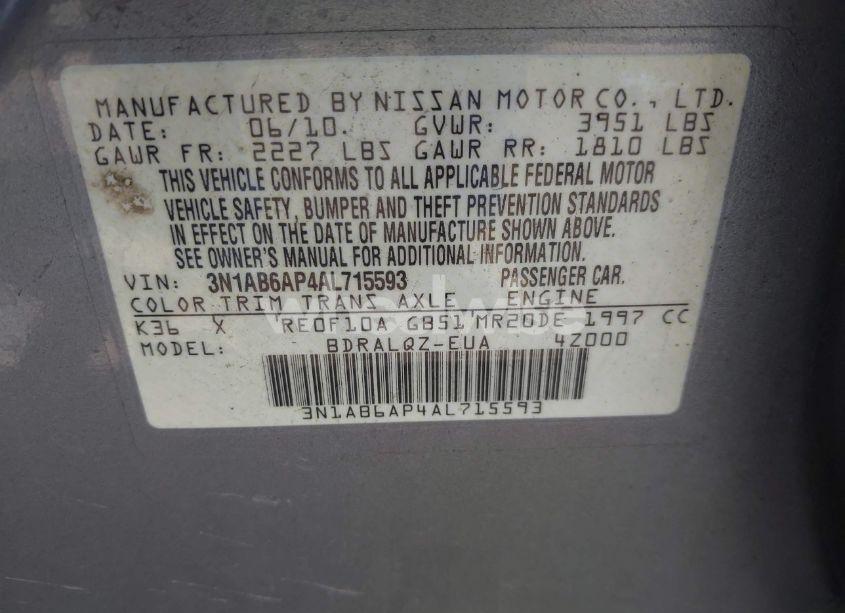 MANUFACTURED BY NISSAN MOTOR CO., LTD.
DATE: 06/10. GVWR: 3951 LBS
GAWR FR: 2227 LBS GAWR RR: 1810 LBS
THIS VEHICLE CONFORMS TO ALL APPLICABLE FEDERAL MOTOR
VEHICLE SAFETY, BUMPER AND THEFT PREVENTION STANDARDS
IN EFFECT ON THE DATE OF MANUFACTURE SHOWN ABOVE.
SEE OWNER'S MANUAL FOR ADDITIONAL INFORMATION.
VIN: 3N1AB6AP4AL715593 PASSENGER CAR.
COLOR TRIM TRANS AXLE ENGINE
K36 X RE0F10A GB51 MR20DE 1997 CC
MODEL: BDRALQZ-EUA 4Z000
3N1AB6AP4AL715593